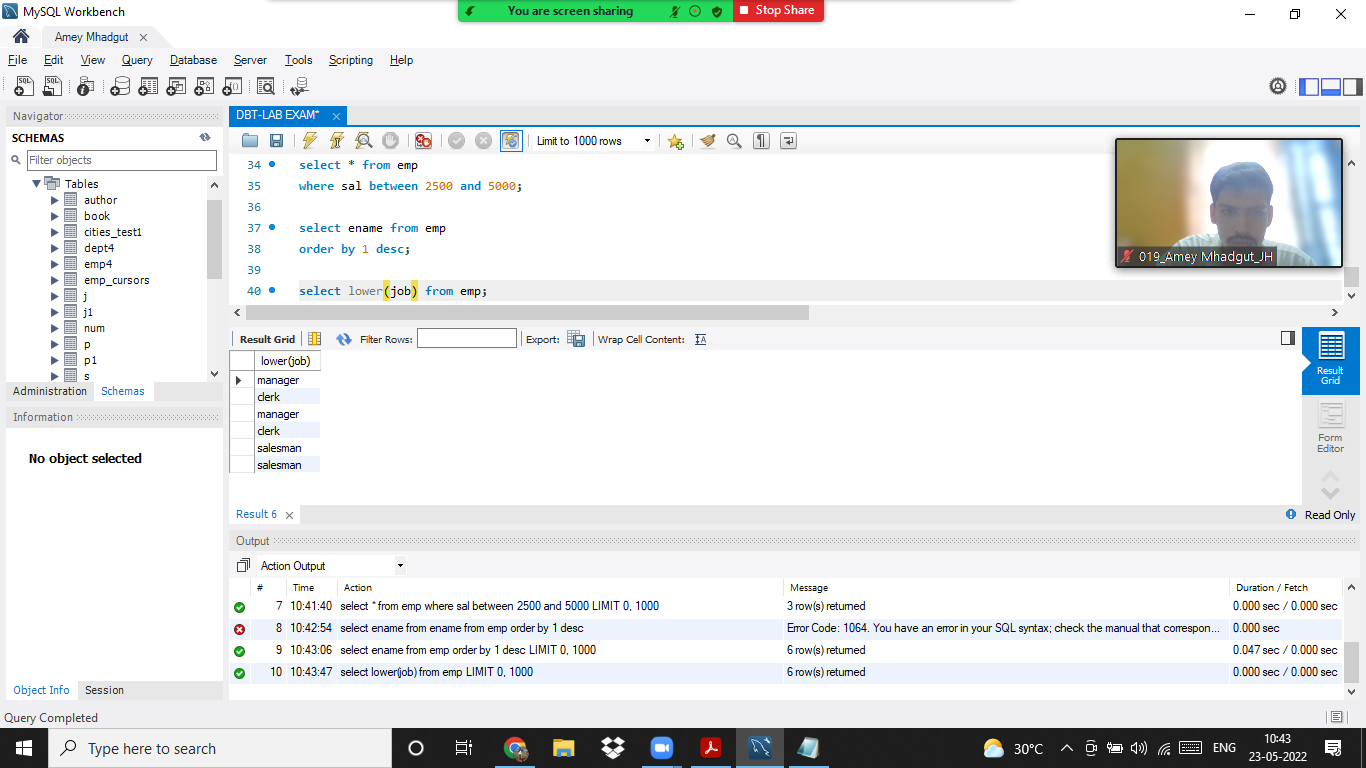 MySQL Workbench
You are screen sharing
Stop Share
Amey Mhadgut
File Edit View Query Database Server Tools Scripting Help
Navigator
SCHEMAS
Filter objects
Tables
author
book
cities_test1
dept4
emp4
emp_cursors
j
j1
num
p
p1
s
Administration Schemas
Information
No object selected
Object Info Session
DBT-LAB EXAM*
Limit to 1000 rows
34 select * from emp
35 where sal between 2500 and 5000;
36
37 select ename from emp
38 order by 1 desc;
39
40 select lower(job) from emp;
019_Amey Mhadgut_JH
Result Grid Filter Rows: Export: Wrap Cell Content:
lower(job)
manager
clerk
manager
clerk
salesman
salesman
Result Grid
Form Editor
Result 6
Read Only
Output
Action Output
# Time Action Message Duration / Fetch
7 10:41:40 select * from emp where sal between 2500 and 5000 LIMIT 0, 1000 3 row(s) returned 0.000 sec / 0.000 sec
8 10:42:54 select ename from ename from emp order by 1 desc Error Code: 1064. You have an error in your SQL syntax; check the manual that correspon... 0.000 sec
9 10:43:06 select ename from emp order by 1 desc LIMIT 0, 1000 6 row(s) returned 0.047 sec / 0.000 sec
10 10:43:47 select lower(job) from emp LIMIT 0, 1000 6 row(s) returned 0.000 sec / 0.000 sec
Query Completed
Type here to search
30°C
ENG
10:43
23-05-2022